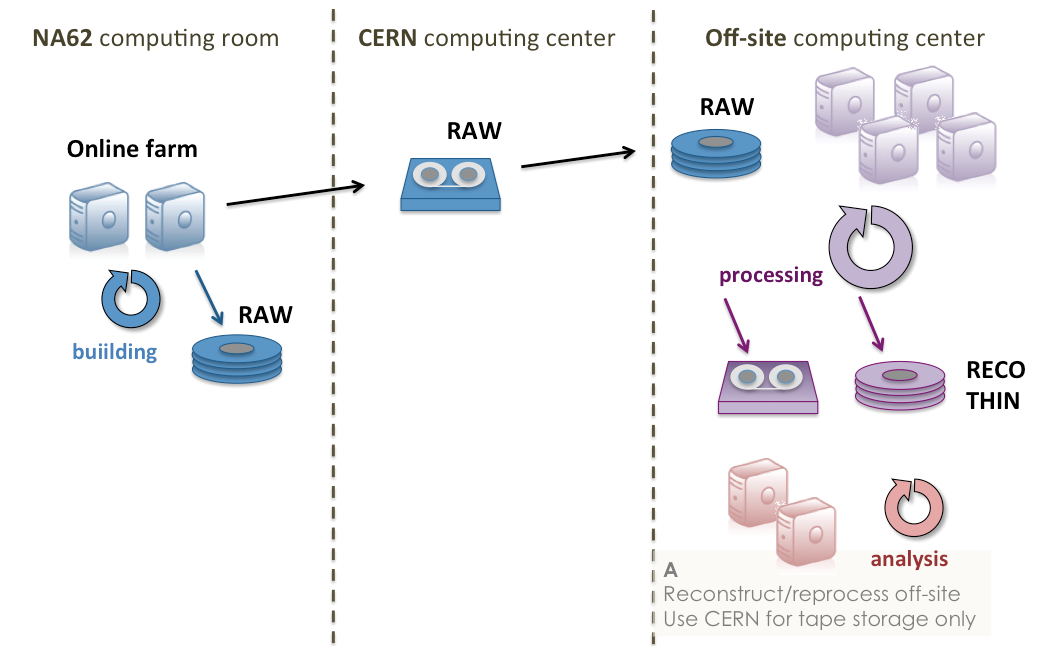 NA62 computing room
CERN computing center
Off-site computing center
Online farm
RAW
buiilding
RAW
RAW
processing
RECO
THIN
analysis
A
Reconstruct/reprocess off-site
Use CERN for tape storage only